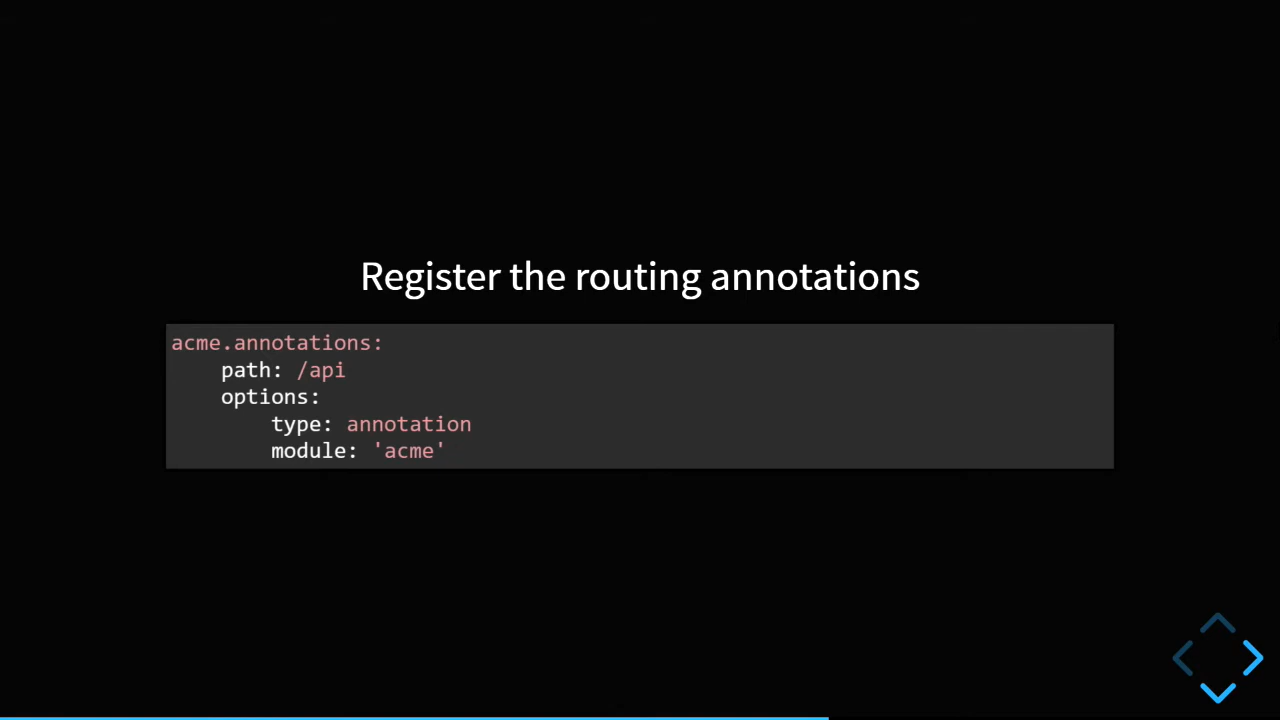 Register the routing annotations
acme.annotations:
    path: /api
    options:
        type: annotation
        module: 'acme'